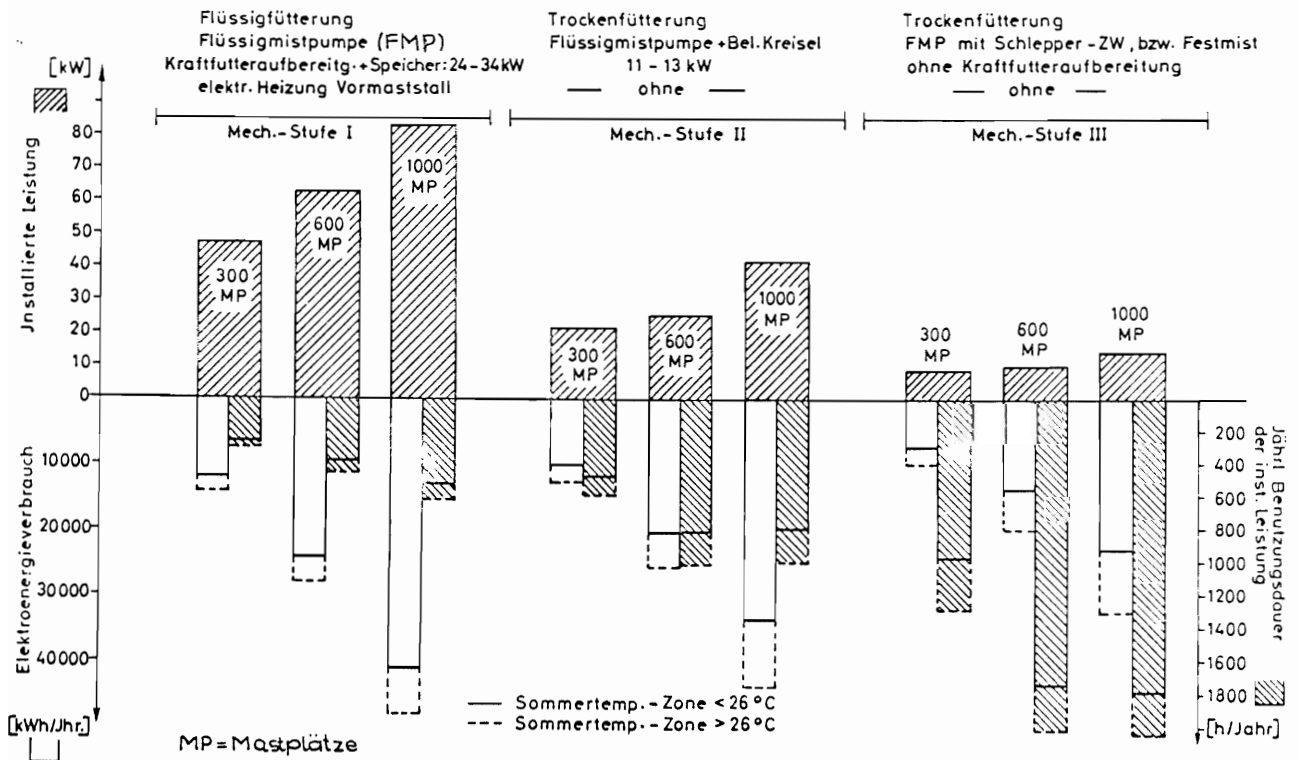 Flüssigfütterung
Flüssigmistpumpe (FMP)
Kraftfutteraufbereitg.+Speicher:24-34kW
elektr. Heizung Vormaststall
Mech.-Stufe I
Trockenfütterung
Flüssigmistpumpe+Bel.Kreisel
11-13 kW
— ohne —
Mech.-Stufe II
Trockenfütterung
FMP mit Schlepper-ZW, bzw. Festmist
ohne Kraftfutteraufbereitung
— ohne —
Mech.-Stufe III
[kW]
Jnstallierte Leistung
80
70
60
50
40
30
20
10
0
300
MP
600
MP
1000
MP
300
MP
600
MP
1000
MP
300
MP
600
MP
1000
MP
Elektroenergieverbrauch
10000
20000
30000
40000
[kWh/Jhr.]
200
400
600
800
1000
1200
1400
1600
1800
[h/Jahr]
Jährl. Benutzungsdauer
der inst. Leistung
— Sommertemp.-Zone < 26°C
--- Sommertemp.-Zone > 26°C
MP=Mastplätze